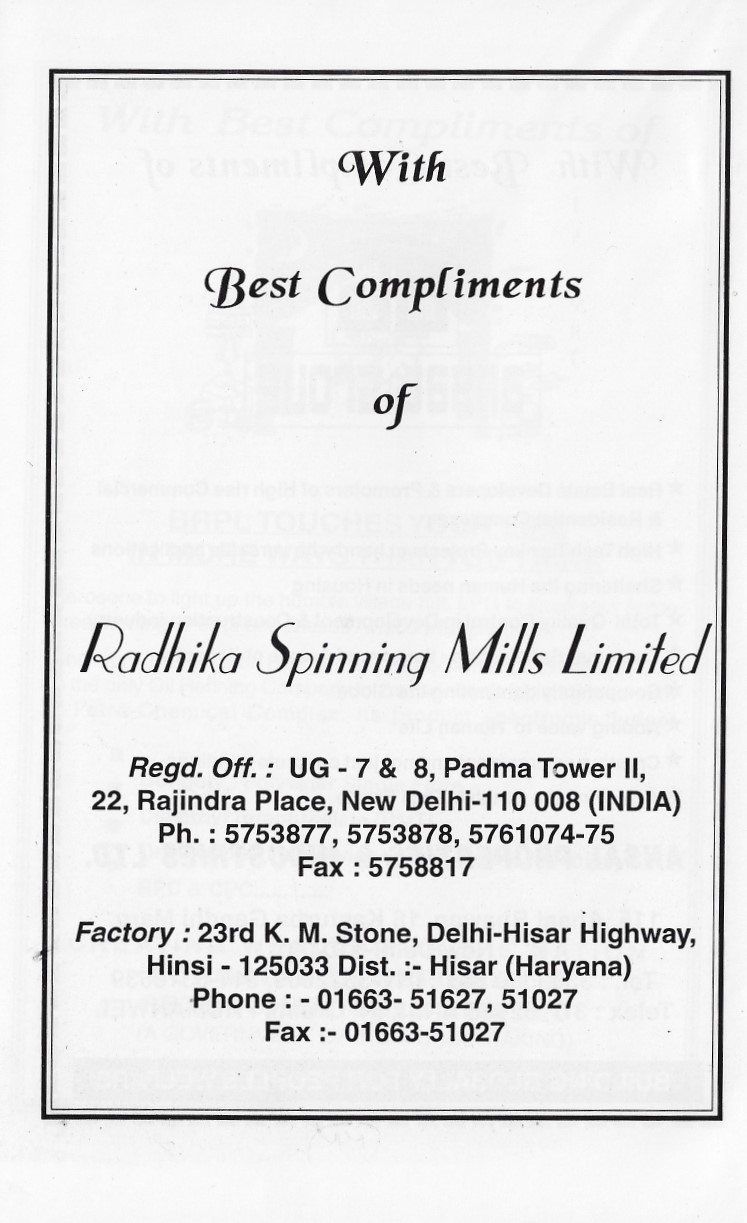 With
Best Compliments
of
Radhika Spinning Mills Limited
Regd. Off. : UG - 7 & 8, Padma Tower II,
22, Rajindra Place, New Delhi-110 008 (INDIA)
Ph. : 5753877, 5753878, 5761074-75
Fax : 5758817
Factory : 23rd K. M. Stone, Delhi-Hisar Highway,
Hinsi - 125033 Dist. :- Hisar (Haryana)
Phone : - 01663- 51627, 51027
Fax :- 01663-51027